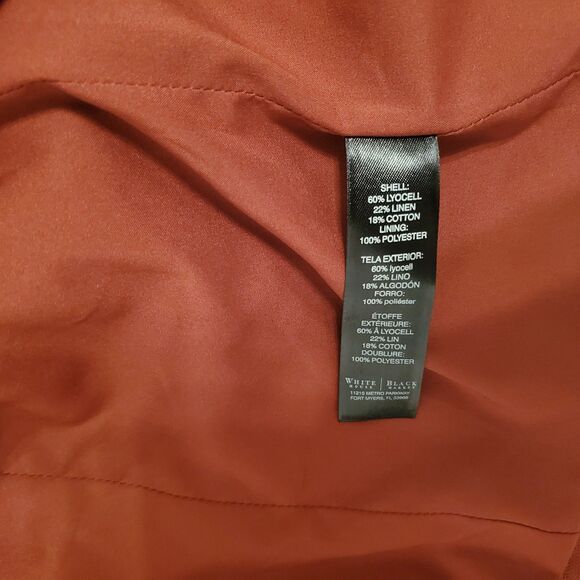 SHELL:
60% LYOCELL
22% LINEN
18% COTTON
LINING:
100% POLYESTER
TELA EXTERIOR:
60% lyocell
22% LINO
18% ALGODÓN
FORRO:
100% poliéster
ÉTOFFE
EXTÉRIEURE:
60% À LYOCELL
22% LIN
18% COTON
DOUBLURE:
100% POLYESTER
WHITE | BLACK
HOUSE | MARKET
11215 METRO PARKWAY
FORT MYERS, FL 33966